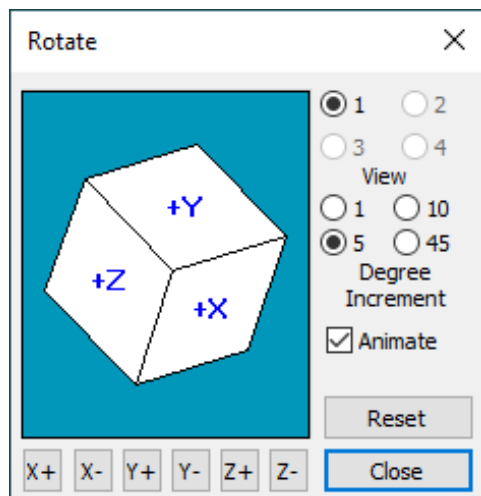 Rotate
1 2
3 4
View
1 10
5 45
Degree
Increment
Animate
+Y
+Z
+X
Reset
X+ X- Y+ Y- Z+ Z- Close